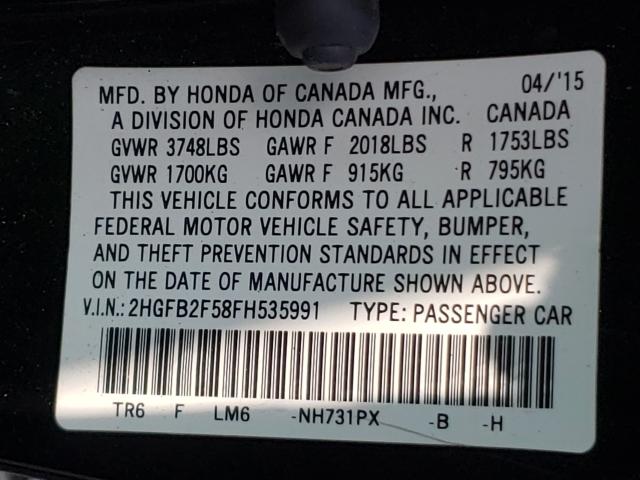 MFD. BY HONDA OF CANADA MFG., 04/'15
A DIVISION OF HONDA CANADA INC. CANADA
GVWR 3748LBS GAWR F 2018LBS R 1753LBS
GVWR 1700KG GAWR F 915KG R 795KG
THIS VEHICLE CONFORMS TO ALL APPLICABLE
FEDERAL MOTOR VEHICLE SAFETY, BUMPER,
AND THEFT PREVENTION STANDARDS IN EFFECT
ON THE DATE OF MANUFACTURE SHOWN ABOVE.
V.I.N.: 2HGFB2F58FH535991 TYPE: PASSENGER CAR
TR6 F LM6 -NH731PX -B -H